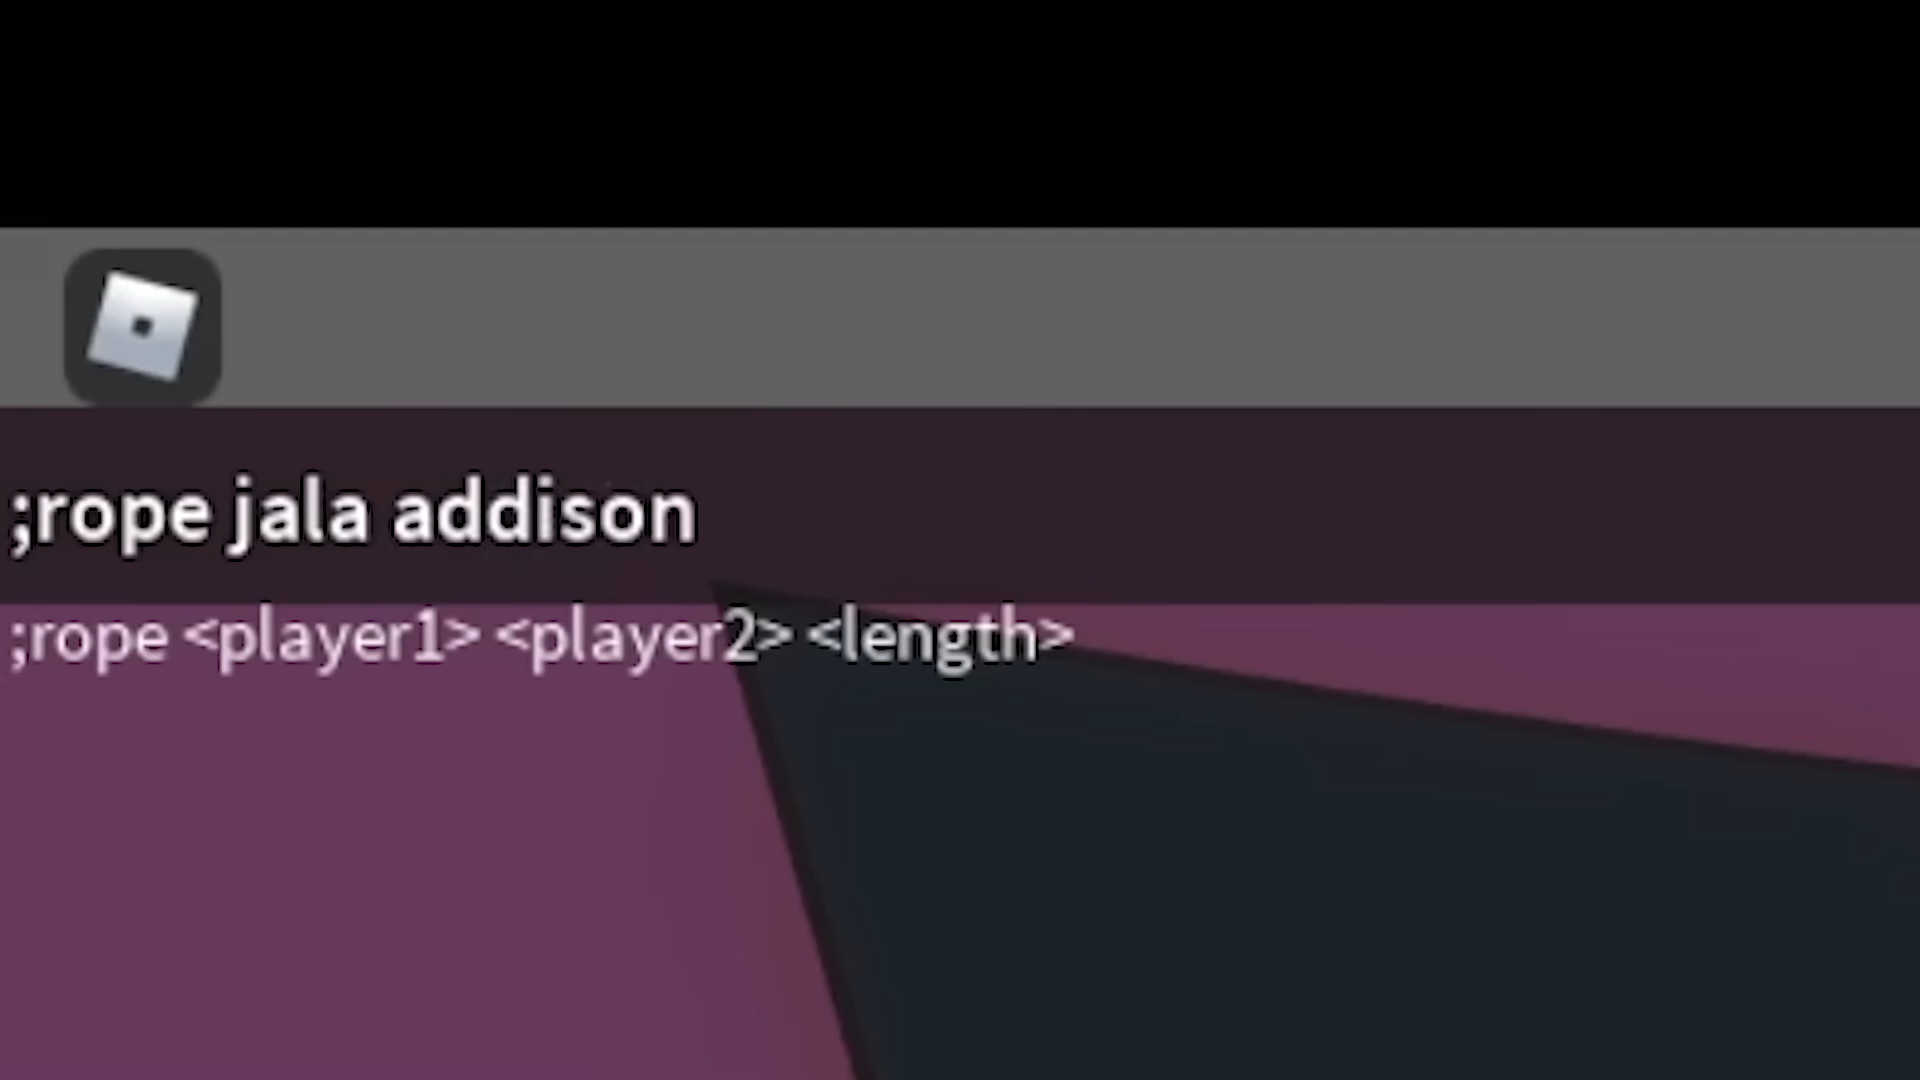 ;rope jala addison
;rope <player1> <player2> <length>